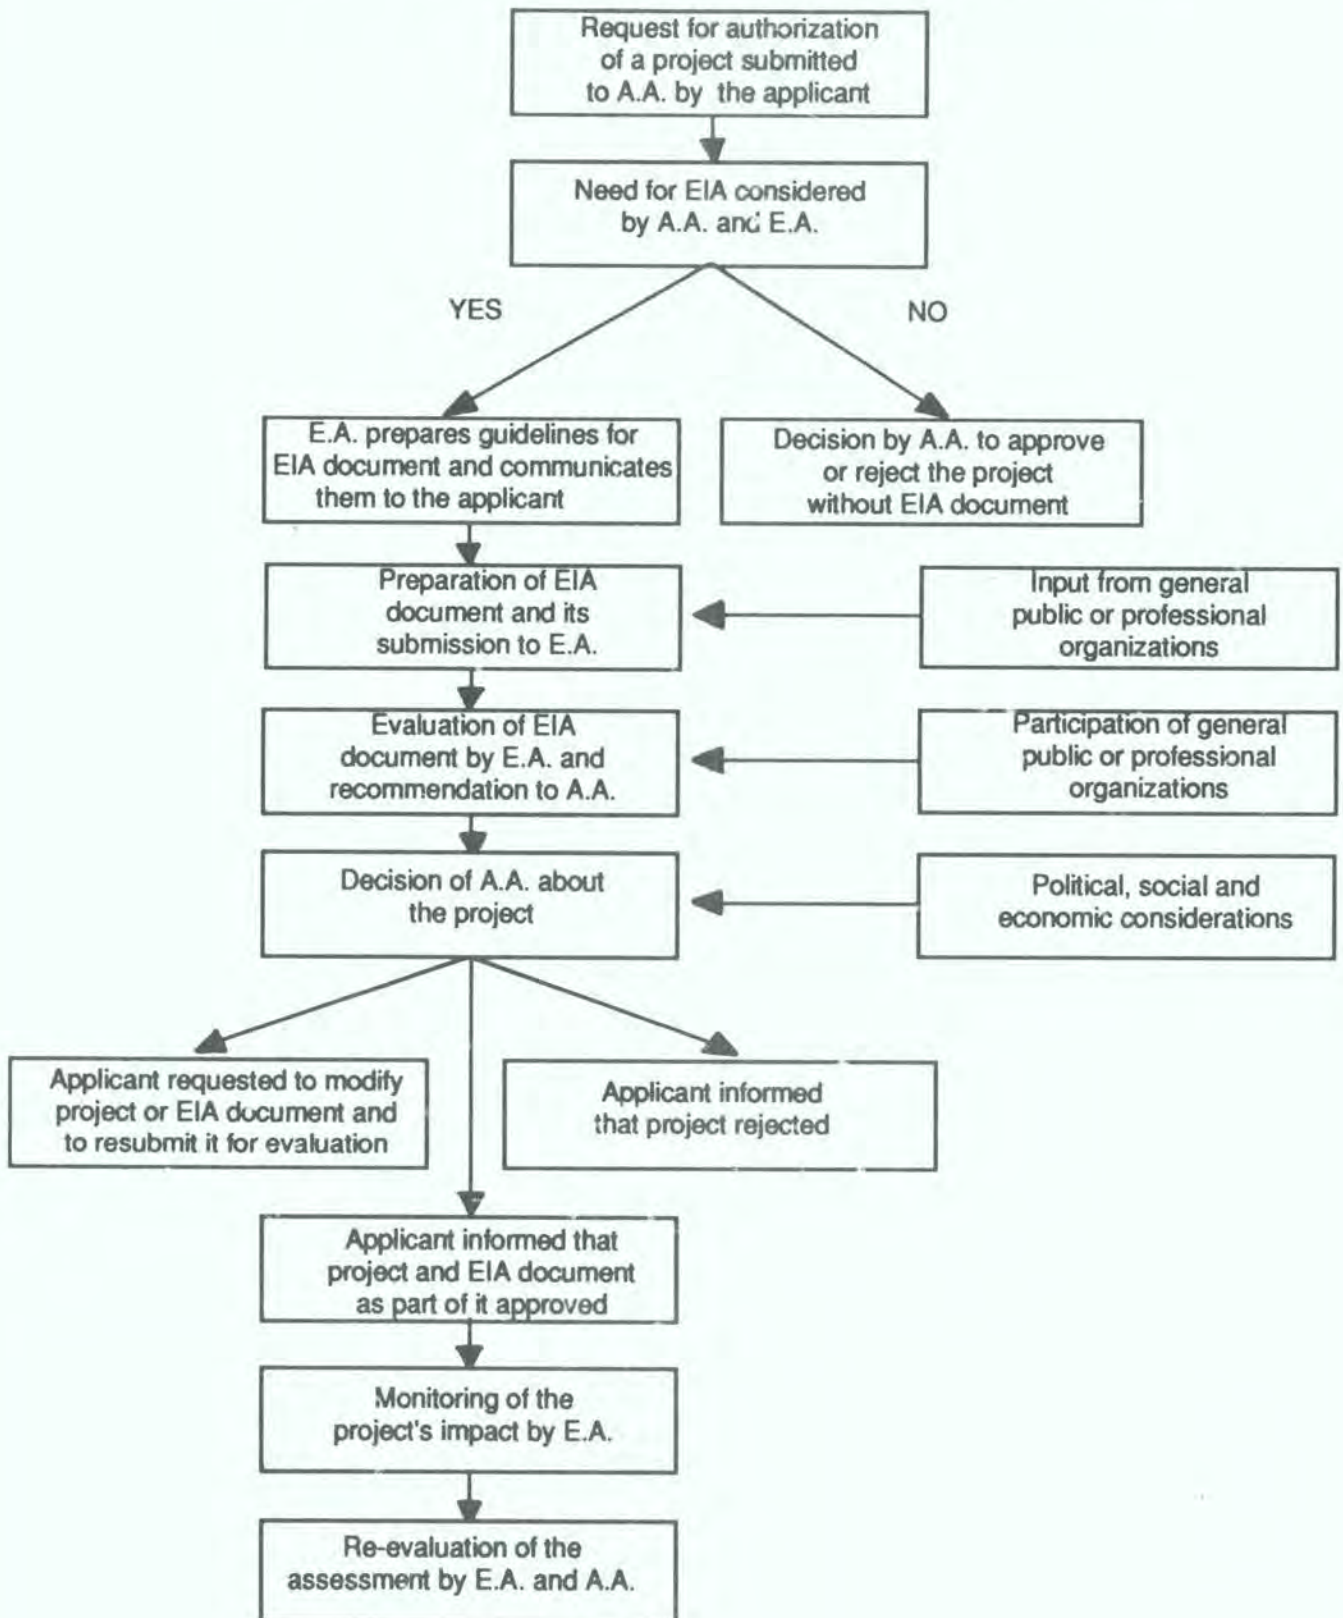 Request for authorization
of a project submitted
to A.A. by the applicant
Need for EIA considered
by A.A. and E.A.
YES
NO
E.A. prepares guidelines for
EIA document and communicates
them to the applicant
Decision by A.A. to approve
or reject the project
without EIA document
Preparation of EIA
document and its
submission to E.A.
Input from general
public or professional
organizations
Evaluation of EIA
document by E.A. and
recommendation to A.A.
Participation of general
public or professional
organizations
Decision of A.A. about
the project
Political, social and
economic considerations
Applicant requested to modify
project or EIA document and
to resubmit it for evaluation
Applicant informed
that project rejected
Applicant informed that
project and EIA document
as part of it approved
Monitoring of the
project's impact by E.A.
Re-evaluation of the
assessment by E.A. and A.A.